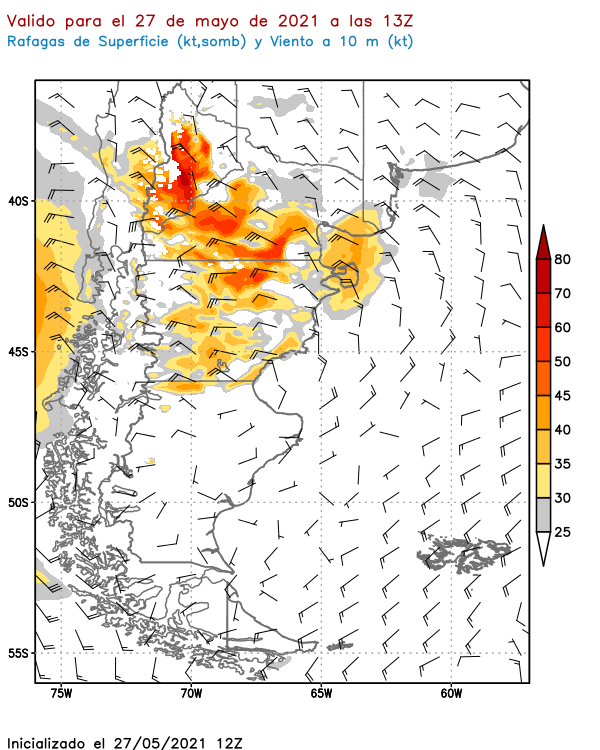 Valido para el 27 de mayo de 2021 a las 13Z
Rafagas de Superficie (kt,somb) y Viento a 10 m (kt)
40S
45S
50S
55S
75W 70W 65W 60W
80
70
60
50
45
40
35
30
25
Inicializado el 27/05/2021 12Z